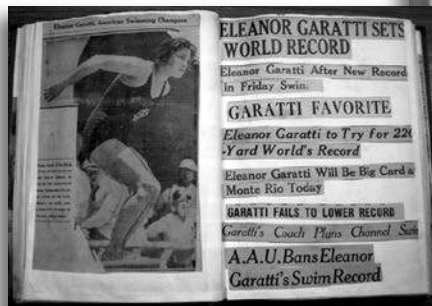 Eleanor Garatti, American Swimming Champion
ELEANOR GARATTI SETS
WORLD RECORD
Eleanor Garatti After New Record
in Friday Swim.
GARATTI FAVORITE
Eleanor Garatti to Try for 220
-Yard World's Record
Eleanor Garatti Will Be Big Card a
Monte Rio Today
GARATTI FAILS TO LOWER RECORD
Garatti's Coach Plans Channel Swim
A.A.U. Bans Eleanor
Garatti's Swim Record